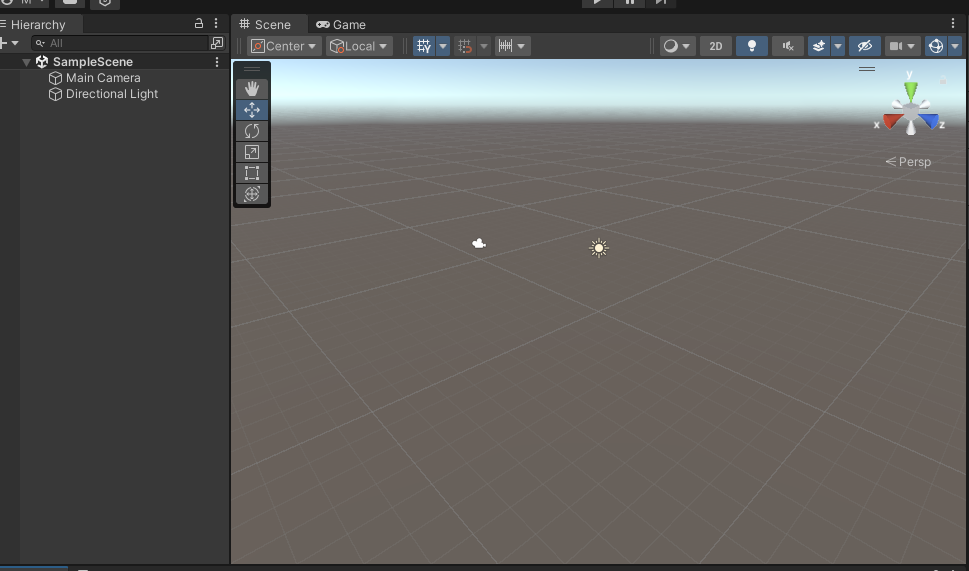 M
Hierarchy
All
SampleScene
Main Camera
Directional Light
Scene
Game
Center
Local
2D
y
x
z
Persp